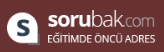 s sorubak.com
EĞİTİMDE ÖNCÜ ADRES